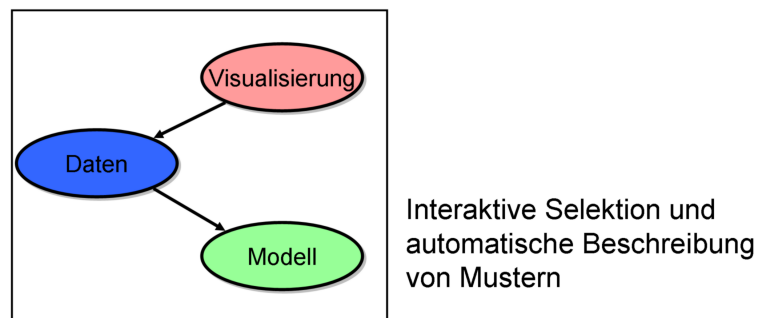 Visualisierung
Daten
Modell
Interaktive Selektion und
automatische Beschreibung
von Mustern